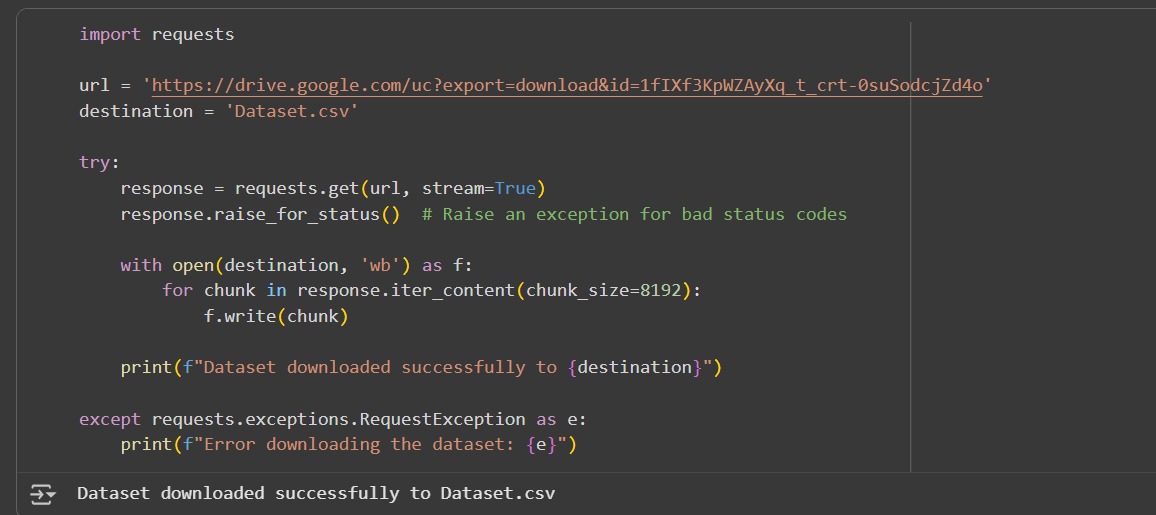 import requests
url = 'https://drive.google.com/uc?export=download&id=1fIXf3KpWZAyXq_t_crt-0suSodcjZd4o'
destination = 'Dataset.csv'
try:
    response = requests.get(url, stream=True)
    response.raise_for_status()  # Raise an exception for bad status codes
    with open(destination, 'wb') as f:
        for chunk in response.iter_content(chunk_size=8192):
            f.write(chunk)
    print(f"Dataset downloaded successfully to {destination}")
except requests.exceptions.RequestException as e:
    print(f"Error downloading the dataset: {e}")
Dataset downloaded successfully to Dataset.csv